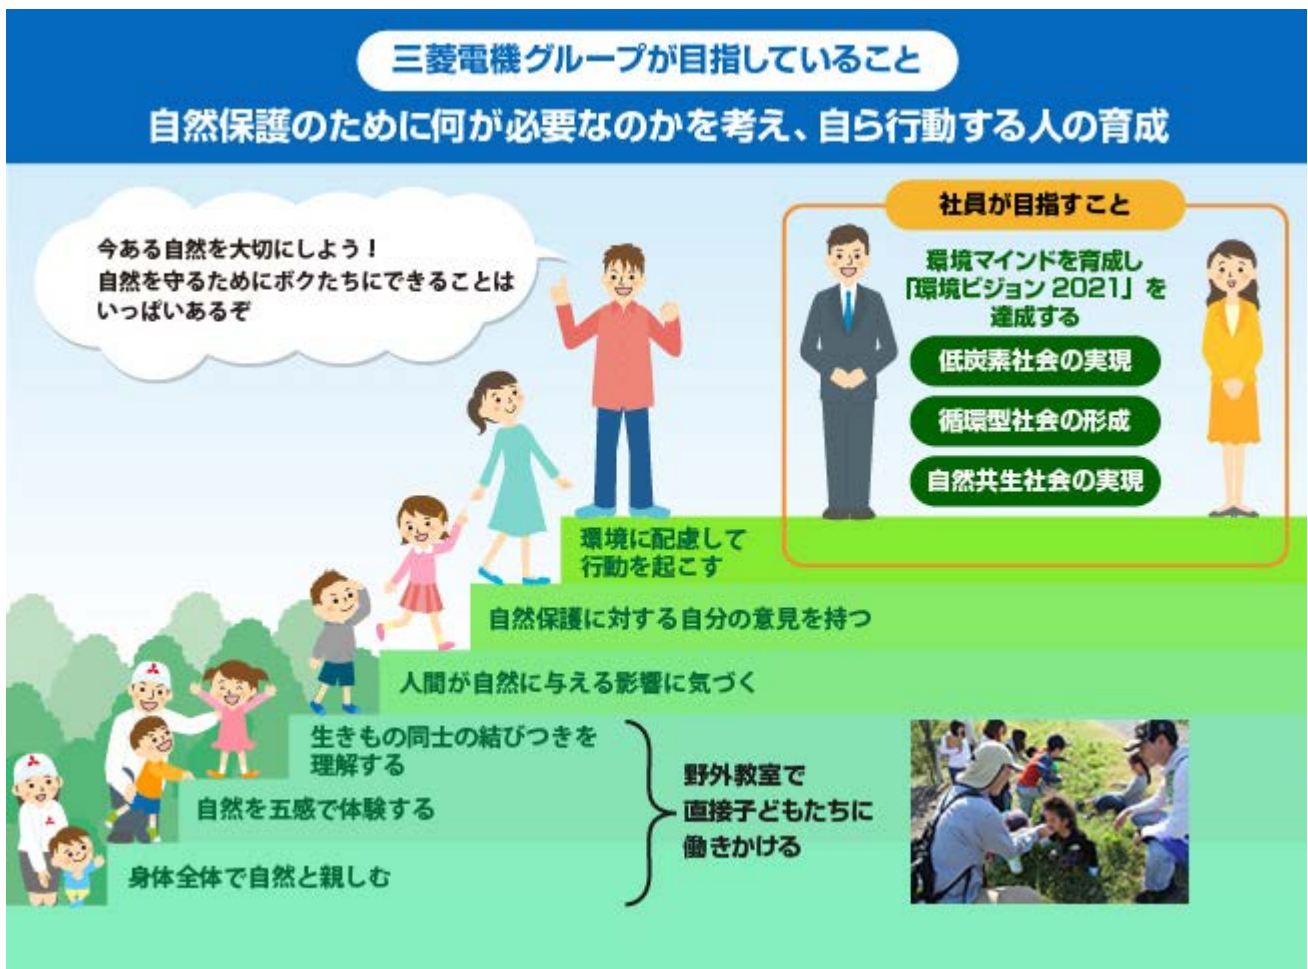 三菱電機グループが目指していること
自然保護のために何が必要なのかを考え、自ら行動する人の育成
今ある自然を大切にしよう！
自然を守るためにボクたちにできることは
いっぱいあるぞ
社員が目指すこと
環境マインドを育成し
「環境ビジョン 2021」を
達成する
低炭素社会の実現
循環型社会の形成
自然共生社会の実現
環境に配慮して
行動を起こす
自然保護に対する自分の意見を持つ
人間が自然に与える影響に気づく
生きもの同士の結びつきを
理解する
自然を五感で体験する
身体全体で自然と親しむ
野外教室で
直接子どもたちに
働きかける